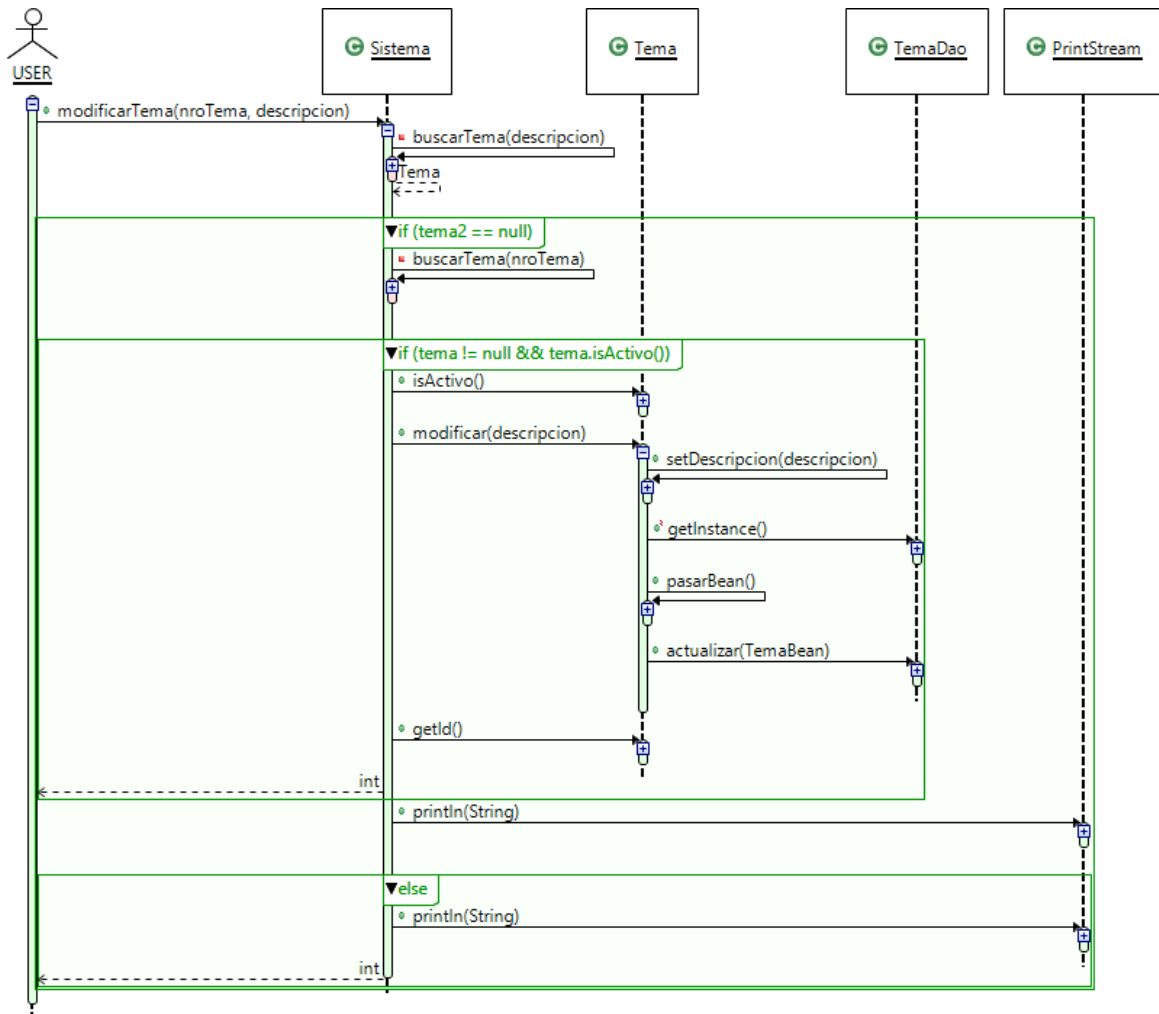 USER
Sistema
Tema
TemaDao
PrintStream
modificarTema(nroTema, descripcion)
buscarTema(descripcion)
Tema
if (tema2 == null)
buscarTema(nroTema)
if (tema != null && tema.isActivo())
isActivo()
modificar(descripcion)
setDescripcion(descripcion)
getInstance()
pasarBean()
actualizar(TemaBean)
getId()
int
println(String)
else
println(String)
int